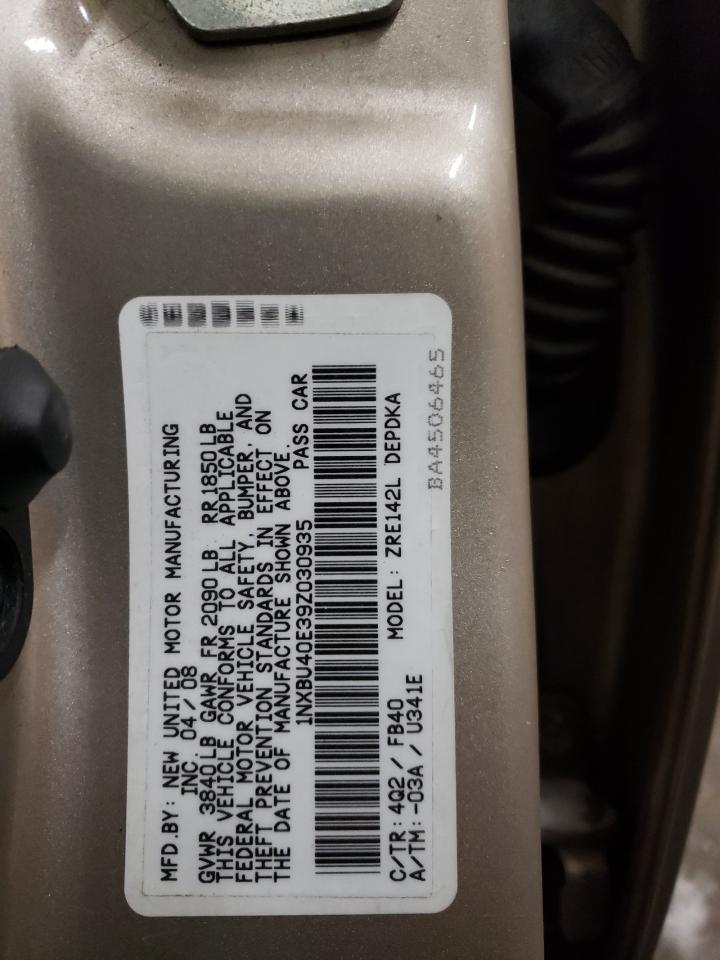 MFD.BY: NEW UNITED MOTOR MANUFACTURING
INC. 04/08
GVWR 3840LB GAWR FR 2090LB RR1850LB
THIS VEHICLE CONFORMS TO ALL APPLICABLE
FEDERAL MOTOR VEHICLE SAFETY, BUMPER, AND
THEFT PREVENTION STANDARDS IN EFFECT ON
THE DATE OF MANUFACTURE SHOWN ABOVE.
1NXBU40E39Z030935 PASS CAR
C/TR: 4Q2/FB40 MODEL: ZRE142L DEPDKA
A/TM: -03A/U341E
BA4506465